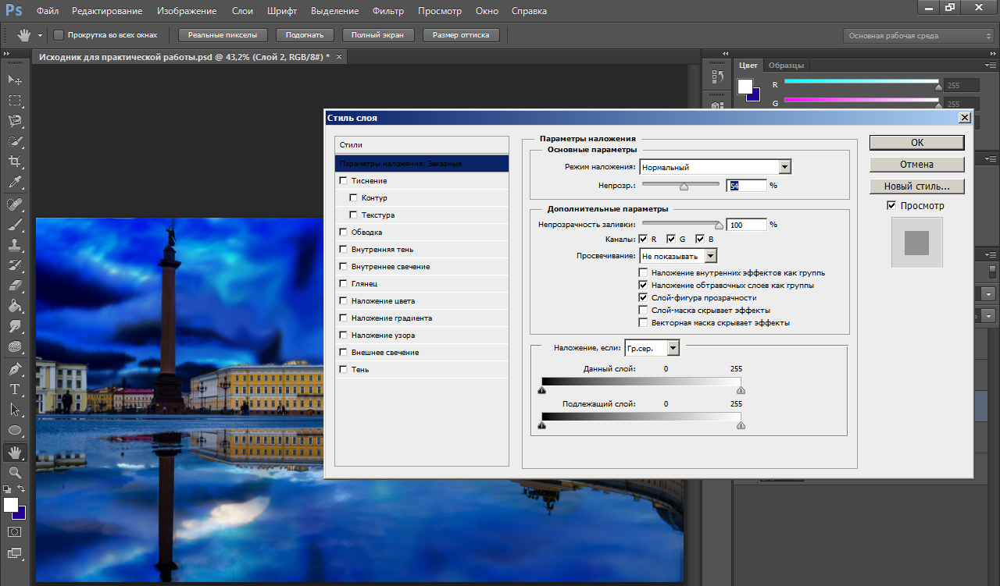 Ps Файл Редактирование Изображение Слои Шрифт Выделение Фильтр Просмотр Окно Справка
Прокрутка во всех окнах Реальные пикселы Подогнать Полный экран Размер оттиска Основная рабочая среда
Исходник для практической работы.psd @ 43,2% (Слой 2, RGB/8#) * ×
Цвет Образцы
R 255
G 255
Стиль слоя
Стили
Параметры наложения: Заказные
Тиснение
Контур
Текстура
Обводка
Внутренняя тень
Внутреннее свечение
Глянец
Наложение цвета
Наложение градиента
Наложение узора
Внешнее свечение
Тень
Параметры наложения
Основные параметры
Режим наложения: Нормальный
Непрозр.: 54 %
Дополнительные параметры
Непрозрачность заливки: 100 %
Каналы: R G B
Просвечивание: Не показывать
Наложение внутренних эффектов как группь
Наложение обтравочных слоев как группы
Слой-фигура прозрачности
Слой-маска скрывает эффекты
Векторная маска скрывает эффекты
Наложение, если: Гр.сер.
Данный слой: 0 255
Подлежащий слой: 0 255
ОК
Отмена
Новый стиль...
Просмотр
T